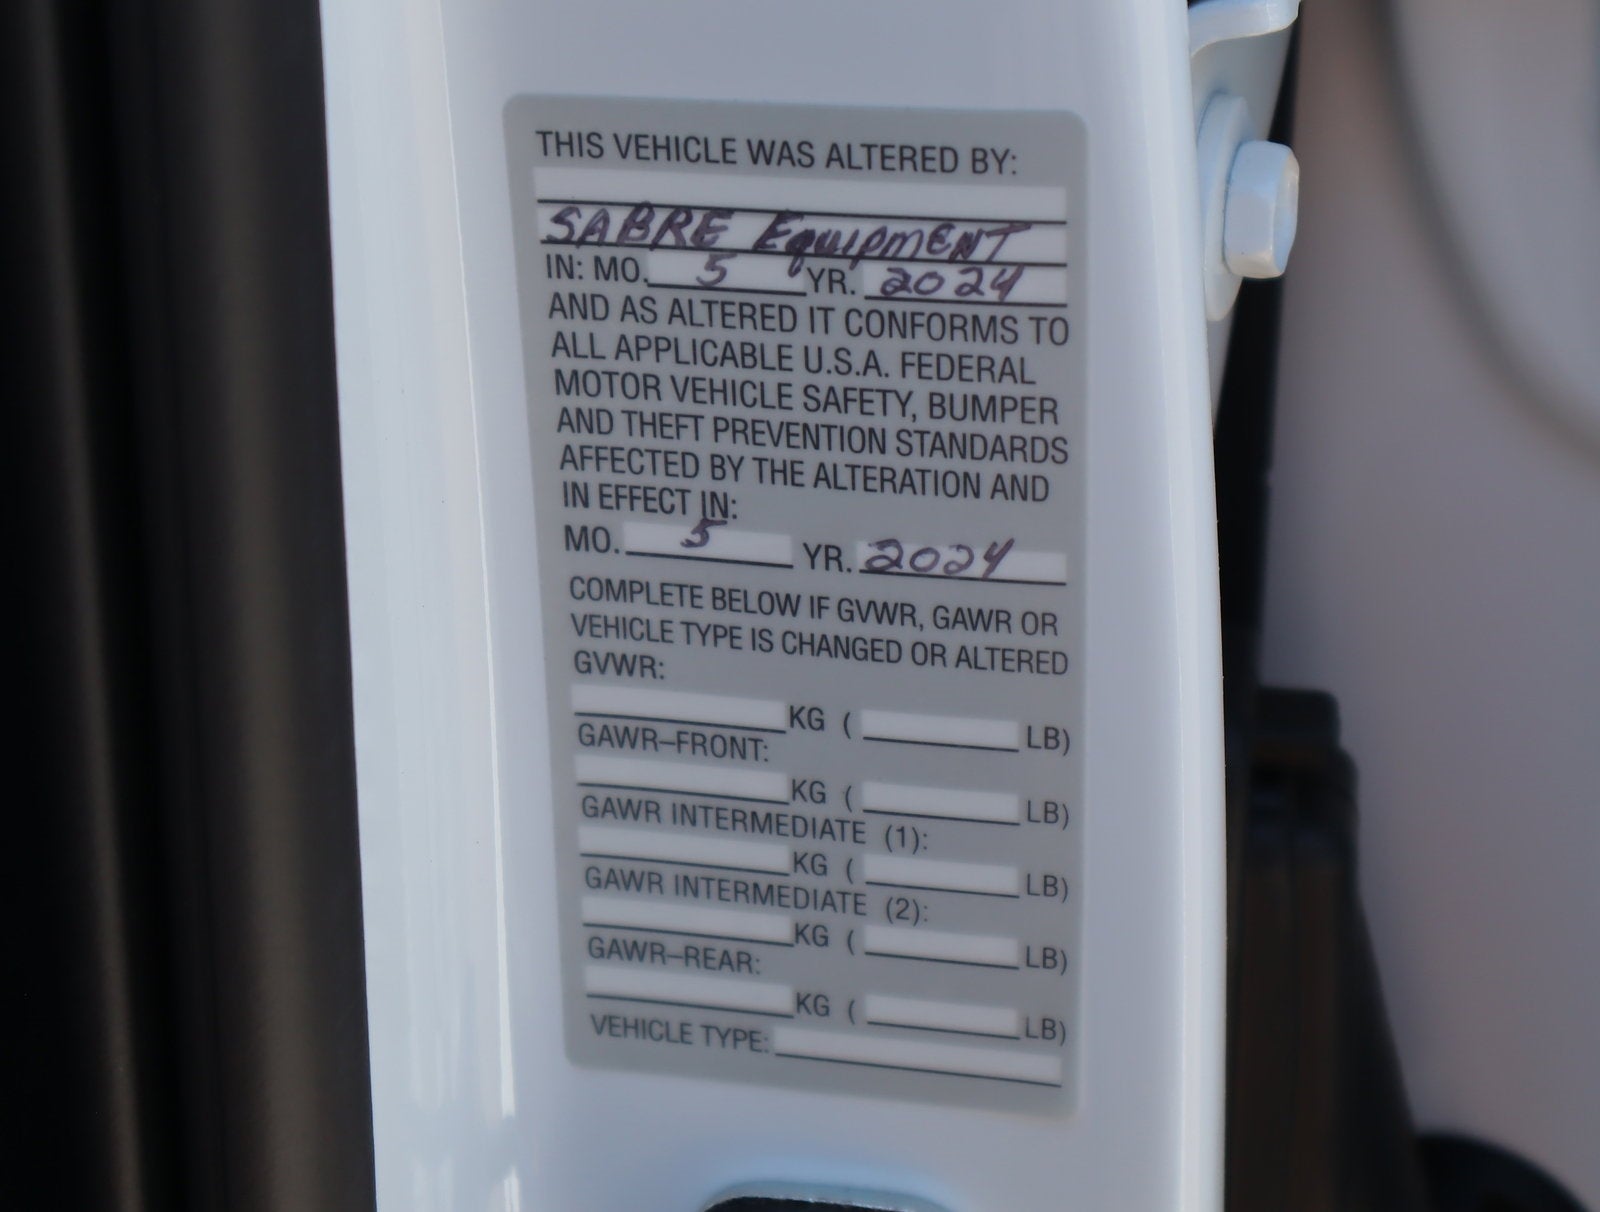 THIS VEHICLE WAS ALTERED BY:
SABRE EquipmENT
IN: MO. 5 YR. 2024
AND AS ALTERED IT CONFORMS TO
ALL APPLICABLE U.S.A. FEDERAL
MOTOR VEHICLE SAFETY, BUMPER
AND THEFT PREVENTION STANDARDS
AFFECTED BY THE ALTERATION AND
IN EFFECT IN:
MO. 5 YR. 2024
COMPLETE BELOW IF GVWR, GAWR OR
VEHICLE TYPE IS CHANGED OR ALTERED
GVWR:
KG ( LB)
GAWR–FRONT:
KG ( LB)
GAWR INTERMEDIATE (1):
KG ( LB)
GAWR INTERMEDIATE (2):
KG ( LB)
GAWR–REAR:
KG ( LB)
VEHICLE TYPE: